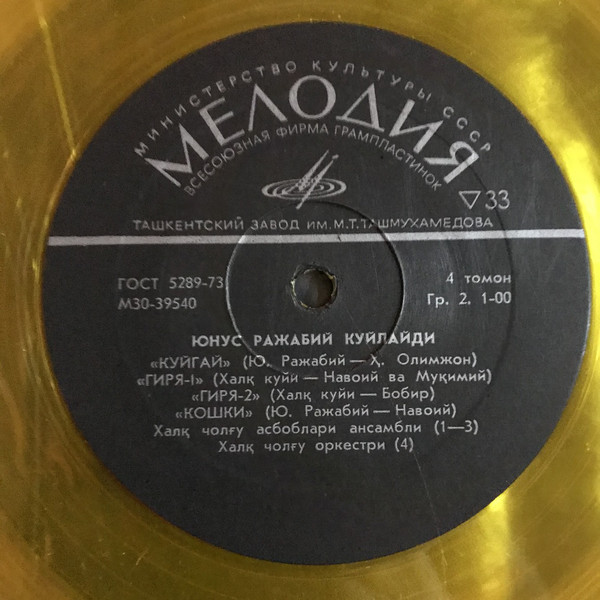 МИНИСТЕРСТВО КУЛЬТУРЫ СССР
МЕЛОДИЯ
ВСЕСОЮЗНАЯ ФИРМА ГРАМПЛАСТИНОК
▽33
ТАШКЕНТСКИЙ ЗАВОД ИМ. М.Т.ТАШМУХАМЕДОВА
ГОСТ 5289-73
4 томон
М30-39540
Гр. 2. 1-00
ЮНУС РАЖАБИЙ КУЙЛАЙДИ
«КУЙГАЙ» (Ю. Ражабий — Ҳ. Олимжон)
«ГИРЯ-I» (Халқ куйи — Навоий ва Муқимий)
«ГИРЯ-2» (Халқ куйи — Бобир)
«КОШКИ» (Ю. Ражабий — Навоий)
Халқ чолғу асбоблари ансамбли (1—3)
Халқ чолғу оркестри (4)